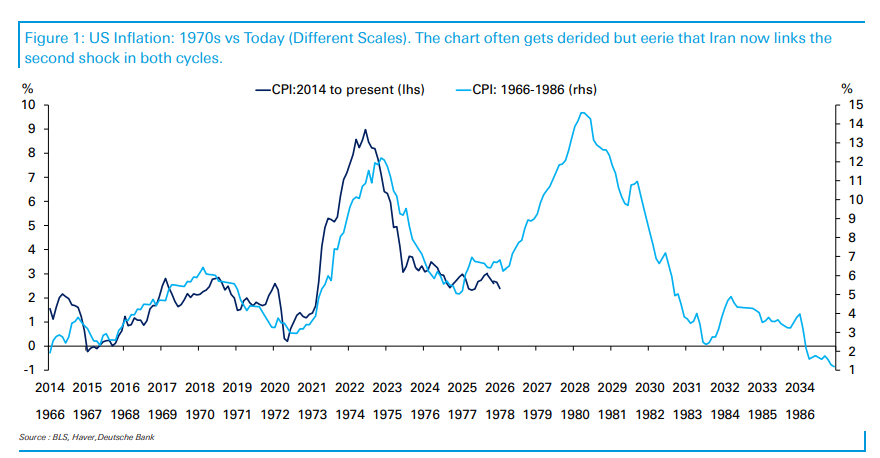 Figure 1: US Inflation: 1970s vs Today (Different Scales). The chart often gets derided but eerie that Iran now links the
second shock in both cycles.
% CPI:2014 to present (lhs) CPI: 1966-1986 (rhs) %
10 15
9 14
8 13
7 12
6 11
5 10
4 9
3 8
2 7
1 6
0 5
-1 4
3
2
1
2014 2015 2016 2017 2018 2019 2020 2021 2022 2023 2024 2025 2026 2027 2028 2029 2030 2031 2032 2033 2034
1966 1967 1968 1969 1970 1971 1972 1973 1974 1975 1976 1977 1978 1979 1980 1981 1982 1983 1984 1985 1986
Source : BLS, Haver,Deutsche Bank